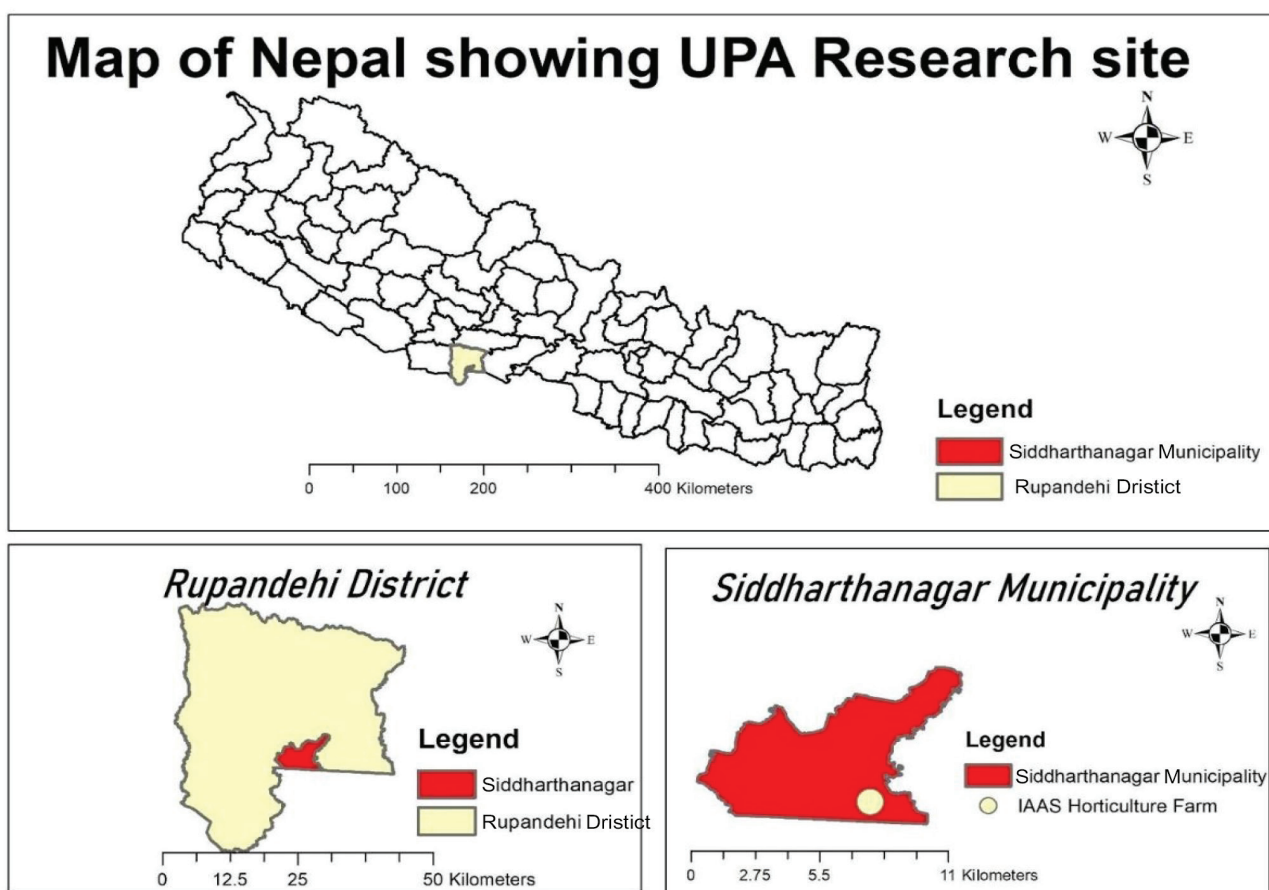 Map of Nepal showing UPA Research site
N
W E
S
Legend
Siddharthanagar Municipality
Rupandehi Dristict
0 100 200 400 Kilometers
Rupandehi District
N
W E
S
Legend
Siddharthanagar
Rupandehi Dristict
0 12.5 25 50 Kilometers
Siddharthanagar Municipality
N
W E
S
Legend
Siddharthanagar Municipality
IAAS Horticulture Farm
0 2.75 5.5 11 Kilometers